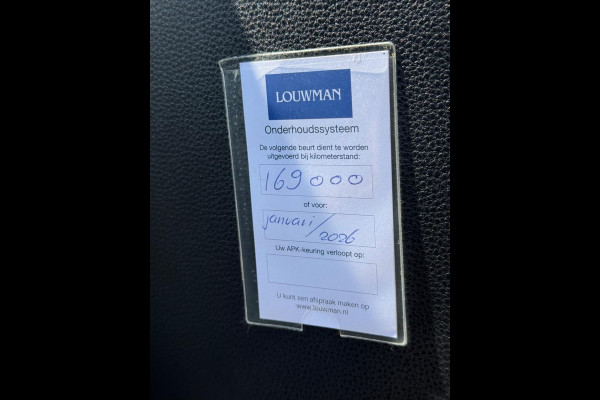 LOUWMAN
Onderhoudssysteem
De volgende beurt dient te worden
uitgevoerd bij kilometerstand:
169000
of voor:
januari/2026
Uw APK-keuring verloopt op:
U kunt een afspraak maken op
www.louwman.nl